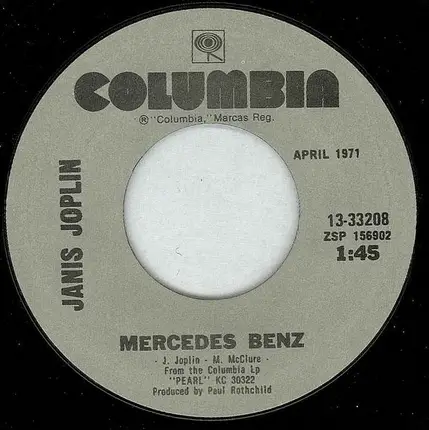 COLUMBIA
® "Columbia," Marcas Reg.
APRIL 1971
JANIS JOPLIN
13-33208
ZSP 156902
1:45
MERCEDES BENZ
- J. Joplin - M. McClure -
From the Columbia Lp
"PEARL" KC 30322
Produced by Paul Rothchild